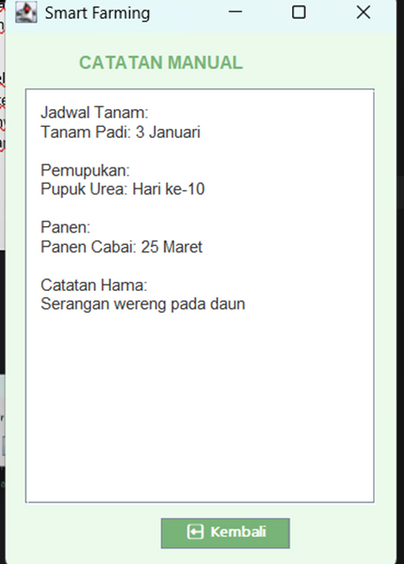 Smart Farming
CATATAN MANUAL
Jadwal Tanam:
Tanam Padi: 3 Januari
Pemupukan:
Pupuk Urea: Hari ke-10
Panen:
Panen Cabai: 25 Maret
Catatan Hama:
Serangan wereng pada daun
Kembali